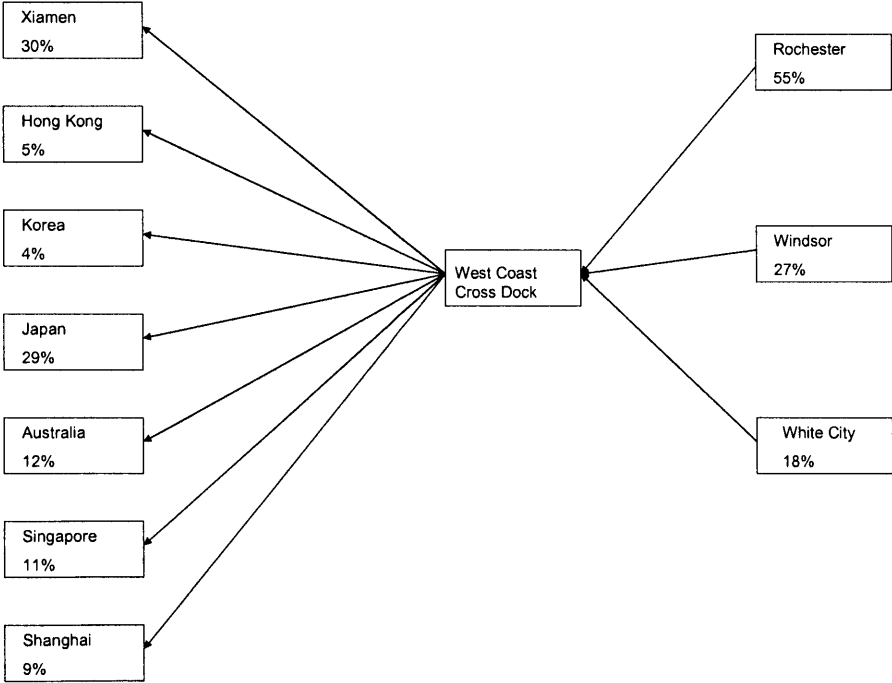 Xiamen
30%
Hong Kong
5%
Korea
4%
Japan
29%
Australia
12%
Singapore
11%
Shanghai
9%
West Coast
Cross Dock
Rochester
55%
Windsor
27%
White City
18%